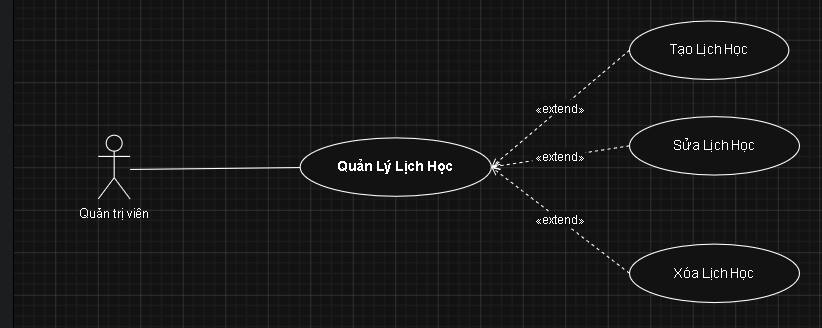 Tạo Lịch Học
«extend»
Sửa Lịch Học
«extend»
Quản Lý Lịch Học
«extend»
Quản trị viên
Xóa Lịch Học